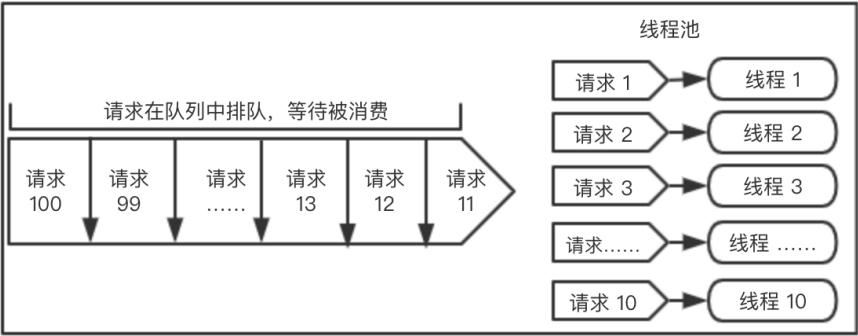 线程池
请求在队列中排队，等待被消费
请求
100
请求
99
请求
……
请求
13
请求
12
请求
11
请求 1
线程 1
请求 2
线程 2
请求 3
线程 3
请求……
线程 ……
请求 10
线程 10